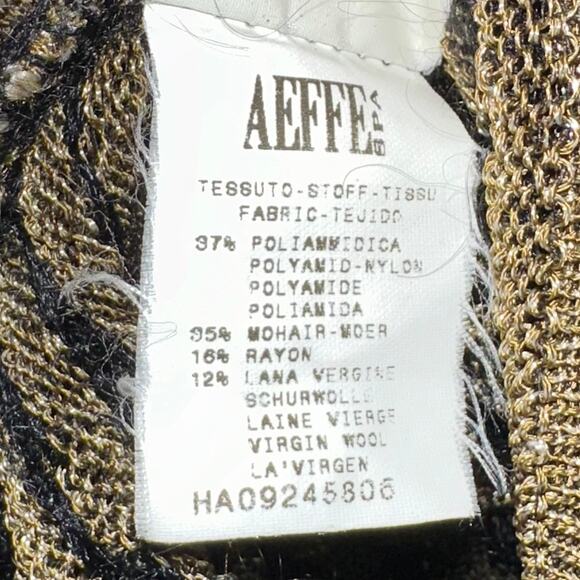 AEFFE SPA
TESSUTO-STOFF-TISSU
FABRIC-TEJIDO
37% POLIAMMIDICA
POLYAMID-NYLON
POLYAMIDE
POLIAMIDA
35% MOHAIR-MOER
16% RAYON
12% LANA VERGINE
SCHURWOLLE
LAINE VIERGE
VIRGIN WOOL
LA'VIRGEN
HA09245806